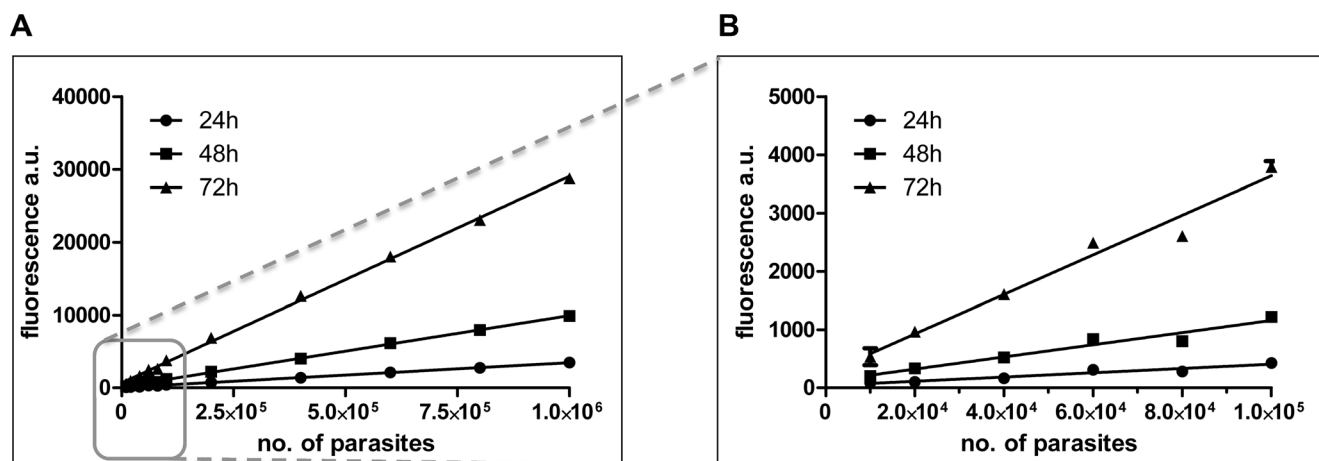 A
fluorescence a.u.
40000
30000
20000
10000
0
24h
48h
72h
0 2.5×10⁵ 5.0×10⁵ 7.5×10⁵ 1.0×10⁶
no. of parasites
B
fluorescence a.u.
5000
4000
3000
2000
1000
0
24h
48h
72h
0 2.0×10⁴ 4.0×10⁴ 6.0×10⁴ 8.0×10⁴ 1.0×10⁵
no. of parasites